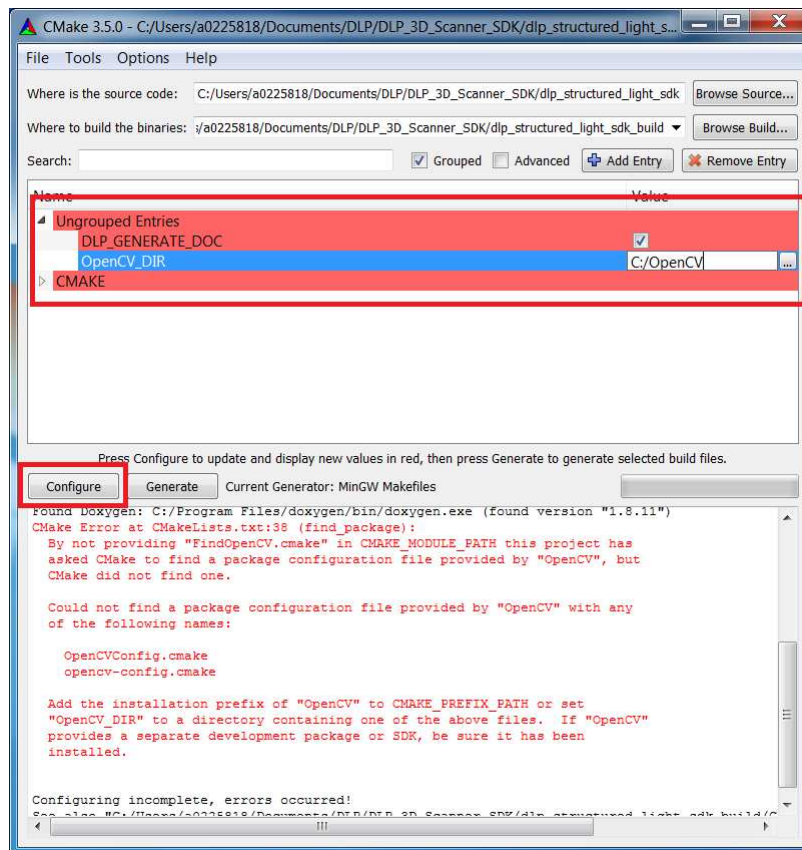 CMake 3.5.0 - C:/Users/a0225818/Documents/DLP/DLP_3D_Scanner_SDK/dlp_structured_light_s...
File Tools Options Help
Where is the source code: C:/Users/a0225818/Documents/DLP/DLP_3D_Scanner_SDK/dlp_structured_light_sdk Browse Source...
Where to build the binaries: s/a0225818/Documents/DLP/DLP_3D_Scanner_SDK/dlp_structured_light_sdk_build Browse Build...
Search: Grouped Advanced Add Entry Remove Entry
Name Value
Ungrouped Entries
DLP_GENERATE_DOC
OpenCV_DIR C:/OpenCV ...
CMAKE
Press Configure to update and display new values in red, then press Generate to generate selected build files.
Configure Generate Current Generator: MinGW Makefiles
Found Doxygen: C:/Program Files/doxygen/bin/doxygen.exe (found version "1.8.11")
CMake Error at CMakeLists.txt:38 (find_package):
By not providing "FindOpenCV.cmake" in CMAKE_MODULE_PATH this project has
asked CMake to find a package configuration file provided by "OpenCV", but
CMake did not find one.
Could not find a package configuration file provided by "OpenCV" with any
of the following names:
OpenCVConfig.cmake
opencv-config.cmake
Add the installation prefix of "OpenCV" to CMAKE_PREFIX_PATH or set
"OpenCV_DIR" to a directory containing one of the above files. If "OpenCV"
provides a separate development package or SDK, be sure it has been
installed.
Configuring incomplete, errors occurred!
See also "C:/Users/a0225818/Documents/DLP/DLP_3D_Scanner_SDK/dlp_structured_light_sdk_build/C